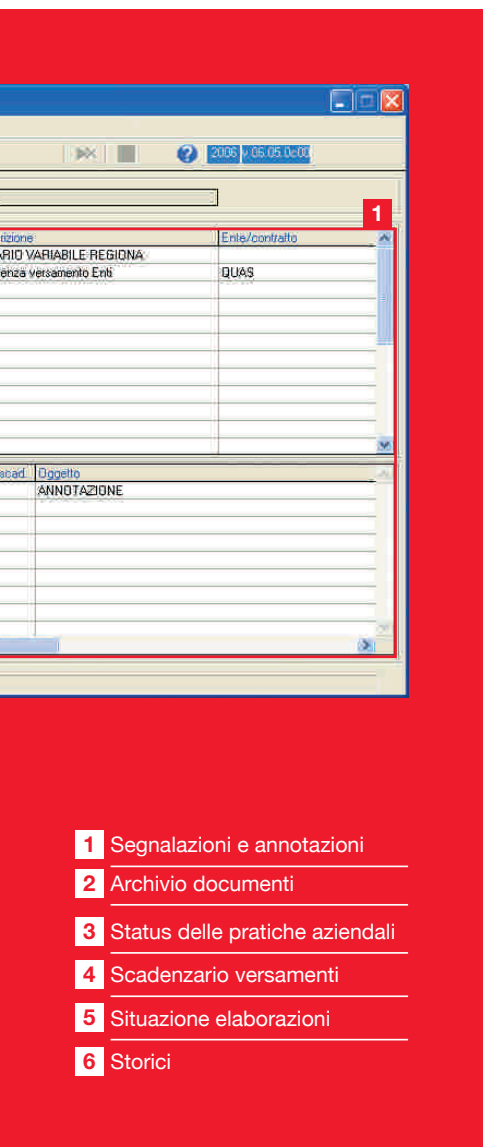 2006 v.06.05.0c00
1
rizione Ente/contratto
ARIO VARIABILE REGIONA
enza versamento Enti QUAS
scad. Oggetto
ANNOTAZIONE
1 Segnalazioni e annotazioni
2 Archivio documenti
3 Status delle pratiche aziendali
4 Scadenzario versamenti
5 Situazione elaborazioni
6 Storici